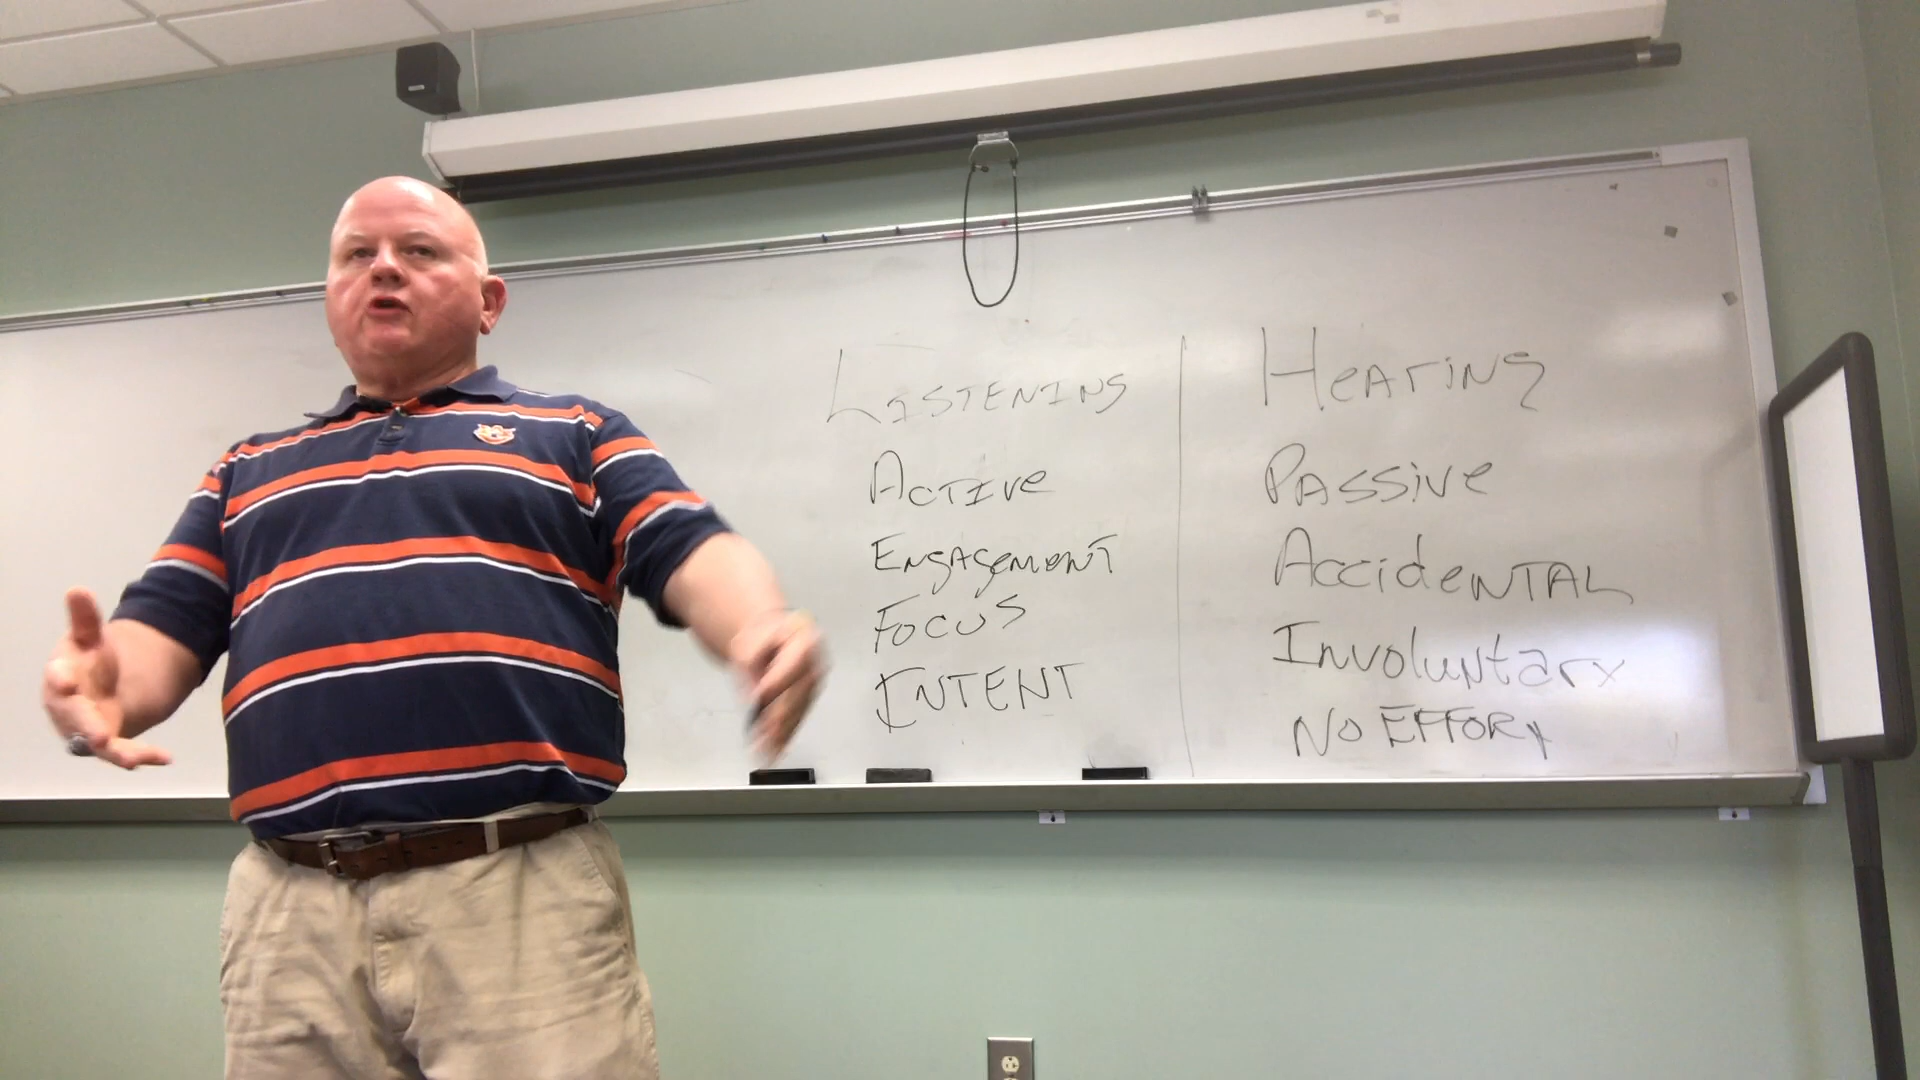 LISTENING
ACTIVE
ENGAGEMENT
FOCUS
INTENT
HeAriNg
PASSive
AccideNTAL
Involuntary
NO EFFORT